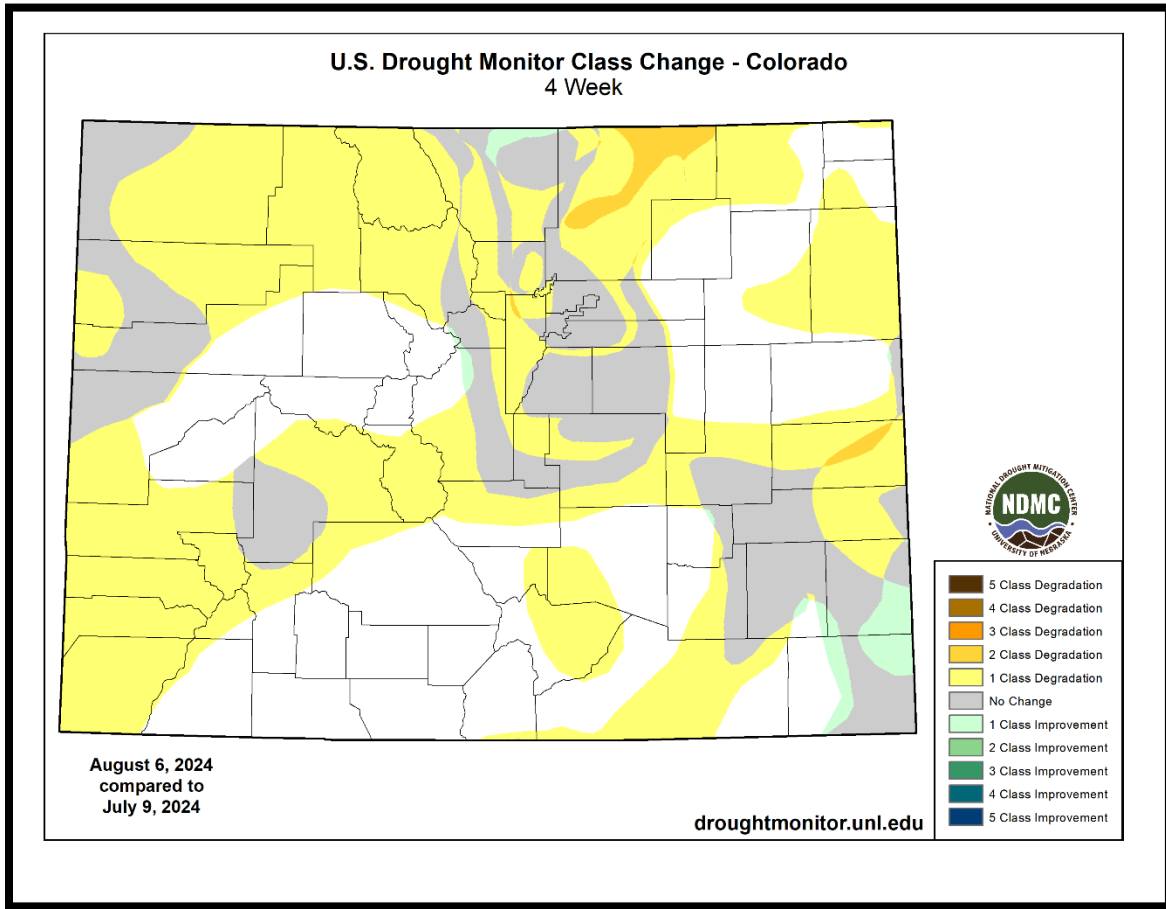 U.S. Drought Monitor Class Change - Colorado
4 Week
NATIONAL DROUGHT MITIGATION CENTER
NDMC
UNIVERSITY OF NEBRASKA
5 Class Degradation
4 Class Degradation
3 Class Degradation
2 Class Degradation
1 Class Degradation
No Change
1 Class Improvement
2 Class Improvement
3 Class Improvement
4 Class Improvement
5 Class Improvement
August 6, 2024
compared to
July 9, 2024
droughtmonitor.unl.edu